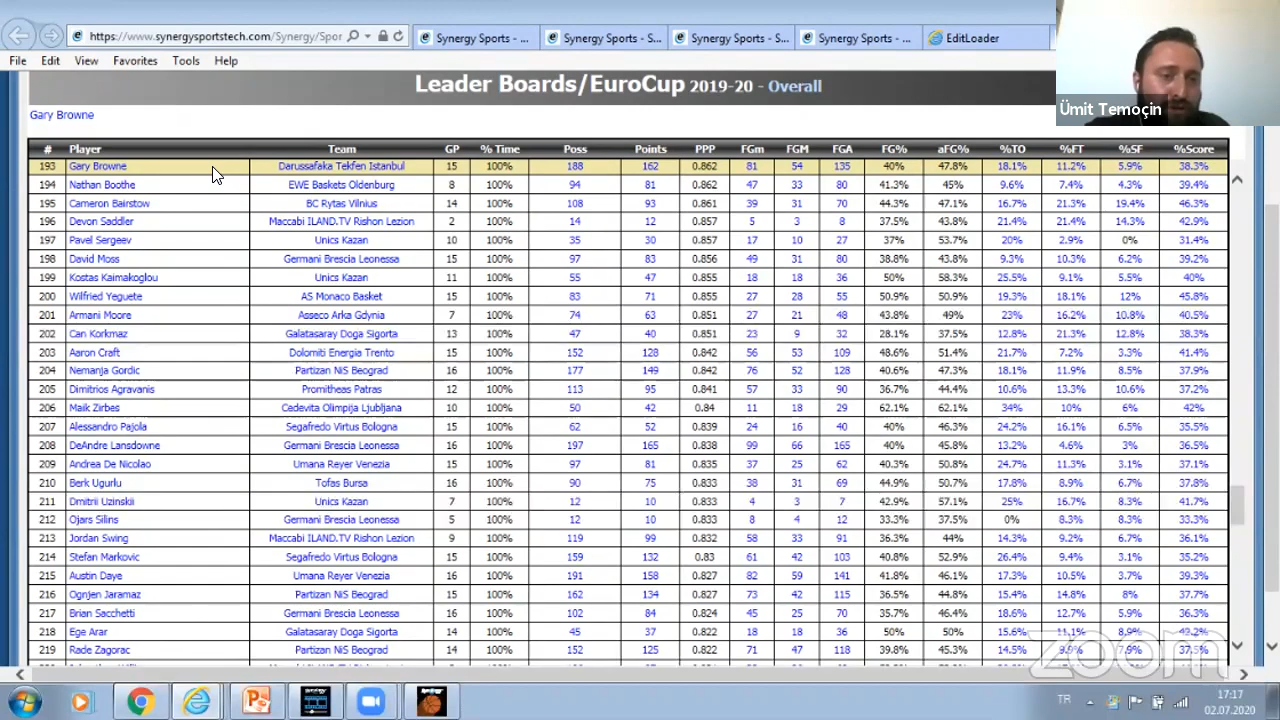 https://www.synergysportstech.com/Synergy/Spor
Synergy Sports - ...
Synergy Sports - S...
Synergy Sports - S...
Synergy Sports - ...
EditLoader
File Edit View Favorites Tools Help
Ümit Temoçin
Leader Boards/EuroCup 2019-20 - Overall
Gary Browne
# Player Team GP % Time Poss Points PPP FGm FGM FGA FG% aFG% %TO %FT %SF %Score
193 Gary Browne Darussafaka Tekfen Istanbul 15 100% 188 162 0.862 81 54 135 40% 47.8% 18.1% 11.2% 5.9% 38.3%
194 Nathan Boothe EWE Baskets Oldenburg 8 100% 94 81 0.862 47 33 80 41.3% 45% 9.6% 7.4% 4.3% 39.4%
195 Cameron Bairstow BC Rytas Vilnius 14 100% 108 93 0.861 39 31 70 44.3% 47.1% 16.7% 21.3% 19.4% 46.3%
196 Devon Saddler Maccabi ILAND.TV Rishon Lezion 2 100% 14 12 0.857 5 3 8 37.5% 43.8% 21.4% 21.4% 14.3% 42.9%
197 Pavel Sergeev Unics Kazan 10 100% 35 30 0.857 17 10 27 37% 53.7% 20% 2.9% 0% 31.4%
198 David Moss Germani Brescia Leonessa 15 100% 97 83 0.856 49 31 80 38.8% 43.8% 9.3% 10.3% 6.2% 39.2%
199 Kostas Kaimakoglou Unics Kazan 11 100% 55 47 0.855 18 18 36 50% 58.3% 25.5% 9.1% 5.5% 40%
200 Wilfried Yeguete AS Monaco Basket 15 100% 83 71 0.855 27 28 55 50.9% 50.9% 19.3% 18.1% 12% 45.8%
201 Armani Moore Asseco Arka Gdynia 7 100% 74 63 0.851 27 21 48 43.8% 49% 23% 16.2% 10.8% 40.5%
202 Can Korkmaz Galatasaray Doga Sigorta 13 100% 47 40 0.851 23 9 32 28.1% 37.5% 12.8% 21.3% 12.8% 38.3%
203 Aaron Craft Dolomiti Energia Trento 15 100% 152 128 0.842 56 53 109 48.6% 51.4% 21.7% 7.2% 3.3% 41.4%
204 Nemanja Gordic Partizan NiS Beograd 15 100% 177 149 0.842 76 52 128 40.6% 47.3% 18.1% 11.9% 8.5% 37.9%
205 Dimitrios Agravanis Promitheas Patras 12 100% 113 95 0.841 57 33 90 36.7% 44.4% 10.6% 13.3% 10.6% 37.2%
206 Maik Zirbes Cedevita Olimpija Ljubljana 10 100% 50 42 0.84 11 18 29 62.1% 62.1% 34% 10% 6% 42%
207 Alessandro Pajola Segafredo Virtus Bologna 15 100% 62 52 0.839 24 16 40 40% 46.3% 24.2% 16.1% 6.5% 35.5%
208 DeAndre Lansdowne Germani Brescia Leonessa 16 100% 197 165 0.838 99 66 165 40% 45.8% 13.2% 4.6% 3% 36.5%
209 Andrea De Nicolao Umana Reyer Venezia 15 100% 97 81 0.835 37 25 62 40.3% 50.8% 24.7% 11.3% 3.1% 37.1%
210 Berk Ugurlu Tofas Bursa 16 100% 90 75 0.833 38 31 69 44.9% 50.7% 17.8% 8.9% 6.7% 37.8%
211 Dmitrii Uzinskii Unics Kazan 7 100% 12 10 0.833 4 3 7 42.9% 57.1% 25% 16.7% 8.3% 41.7%
212 Ojars Silins Germani Brescia Leonessa 5 100% 12 10 0.833 8 4 12 33.3% 37.5% 0% 8.3% 8.3% 33.3%
213 Jordan Swing Maccabi ILAND.TV Rishon Lezion 9 100% 119 99 0.832 58 33 91 36.3% 44% 14.3% 9.2% 6.7% 36.1%
214 Stefan Markovic Segafredo Virtus Bologna 15 100% 159 132 0.83 61 42 103 40.8% 52.9% 26.4% 9.4% 3.1% 35.2%
215 Austin Daye Umana Reyer Venezia 16 100% 191 158 0.827 82 59 141 41.8% 46.1% 17.3% 10.5% 3.7% 39.3%
216 Ognjen Jaramaz Partizan NiS Beograd 15 100% 162 134 0.827 73 42 115 36.5% 44.8% 15.4% 14.8% 8% 37.7%
217 Brian Sacchetti Germani Brescia Leonessa 16 100% 102 84 0.824 45 25 70 35.7% 46.4% 18.6% 12.7% 5.9% 36.3%
218 Ege Arar Galatasaray Doga Sigorta 14 100% 45 37 0.822 18 18 36 50% 50% 15.6% 11.1% 8.9% 42.2%
219 Rade Zagorac Partizan NiS Beograd 14 100% 152 125 0.822 71 47 118 39.8% 45.3% 14.5% 9.9% 7.9% 37.5%
zoom
TR
17:17
02.07.2020